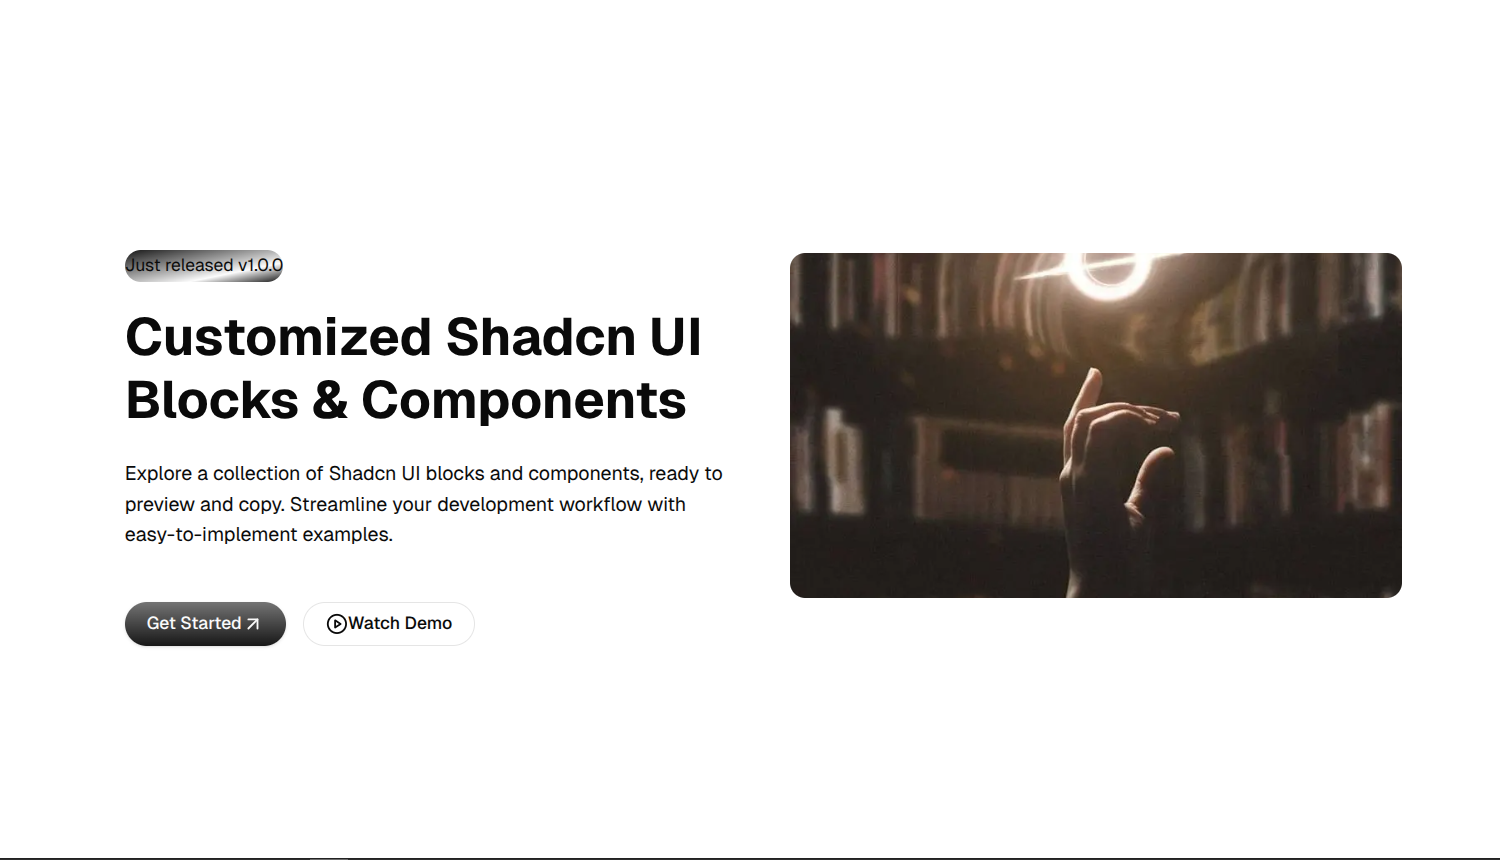 Just released v1.0.0
Customized Shadcn UI
Blocks & Components
Explore a collection of Shadcn UI blocks and components, ready to
preview and copy. Streamline your development workflow with
easy-to-implement examples.
Get Started
Watch Demo